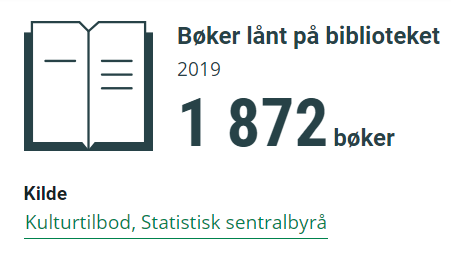 Bøker lånt på biblioteket
2019
1 872 bøker
Kilde
Kulturtilbod, Statistisk sentralbyrå